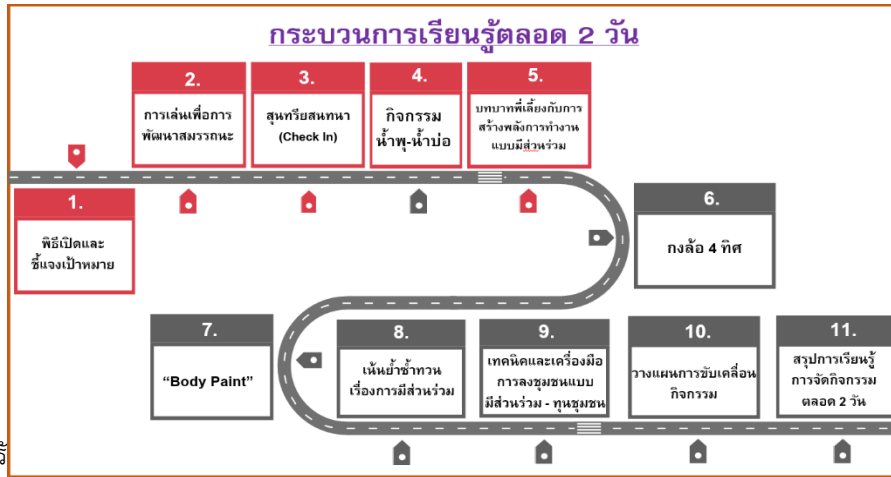 กระบวนการเรียนรู้ตลอด 2 วัน
1.
พิธีเปิดและ
ชี้แจงเป้าหมาย
2.
การเล่นเพื่อการ
พัฒนาสมรรถนะ
3.
สุนทรียสนทนา
(Check In)
4.
กิจกรรม
น้ำพุ-น้ำบ่อ
5.
บทบาทพี่เลี้ยงกับการ
สร้างพลังการทำงาน
แบบมีส่วนร่วม
6.
กงล้อ 4 ทิศ
7.
“Body Paint”
8.
เน้นย้ำซ้ำทวน
เรื่องการมีส่วนร่วม
9.
เทคนิคและเครื่องมือ
การลงชุมชนแบบ
มีส่วนร่วม - ทุนชุมชน
10.
วางแผนการขับเคลื่อน
กิจกรรม
11.
สรุปการเรียนรู้
การจัดกิจกรรม
ตลอด 2 วัน